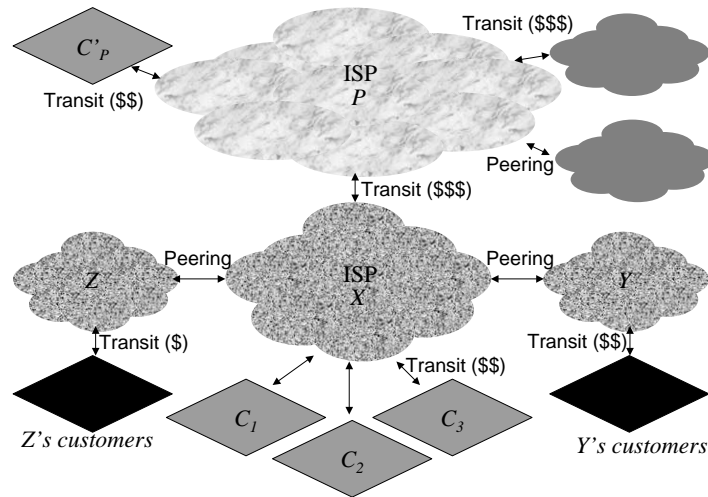 C'P
Transit ($$$)
ISP
P
Transit ($$)
Peering
Transit ($$$)
Peering
Peering
Z
ISP
X
Y
Transit ($)
Transit ($$)
Transit ($$)
C1
C3
C2
Z's customers
Y's customers